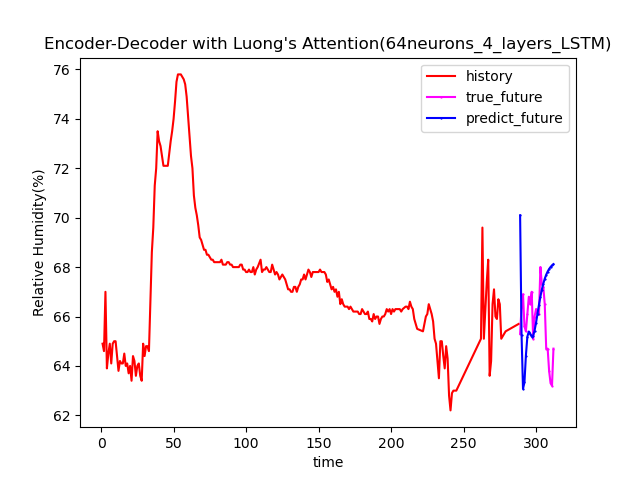 Encoder-Decoder with Luong's Attention(64neurons_4_layers_LSTM)
history
true_future
predict_future
Relative Humidity(%)
76
74
72
70
68
66
64
62
0 50 100 150 200 250 300
time